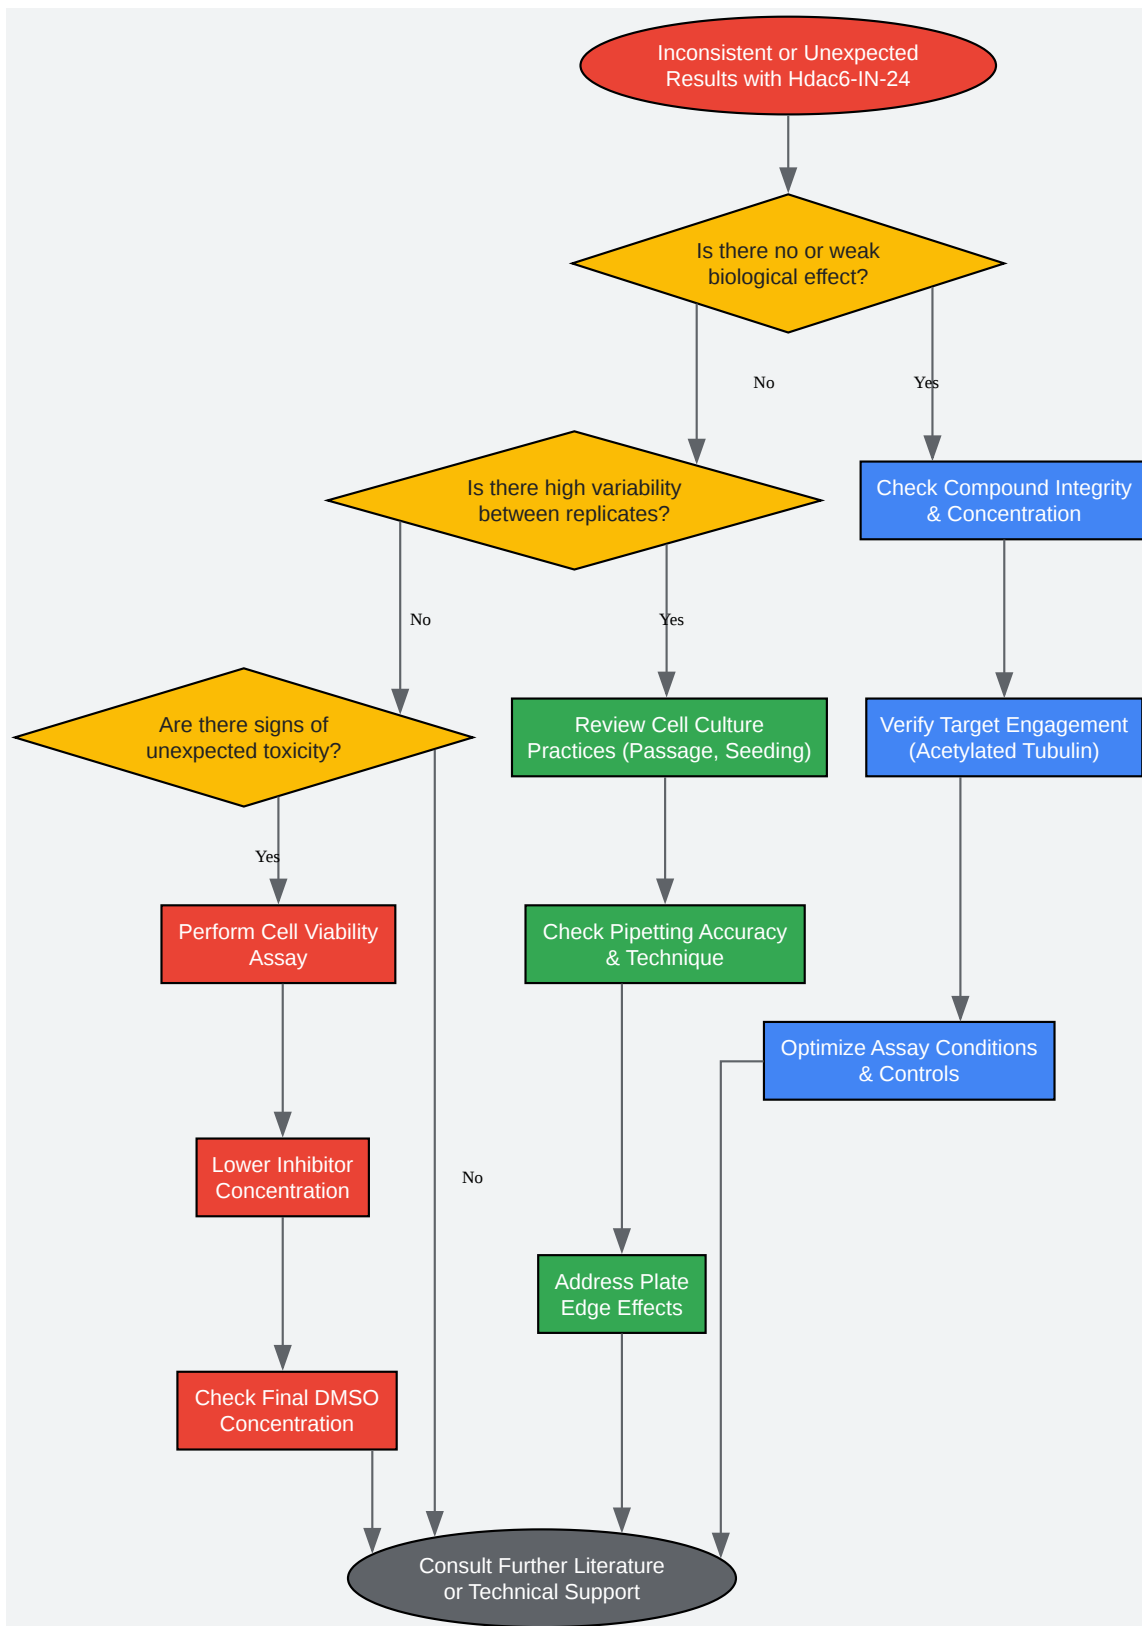 Inconsistent or Unexpected
Results with Hdac6-IN-24
Is there no or weak
biological effect?
No
Yes
Is there high variability
between replicates?
Check Compound Integrity
& Concentration
No
Yes
Are there signs of
unexpected toxicity?
Review Cell Culture
Practices (Passage, Seeding)
Verify Target Engagement
(Acetylated Tubulin)
Yes
Perform Cell Viability
Assay
Check Pipetting Accuracy
& Technique
Optimize Assay Conditions
& Controls
Lower Inhibitor
Concentration
No
Address Plate
Edge Effects
Check Final DMSO
Concentration
Consult Further Literature
or Technical Support